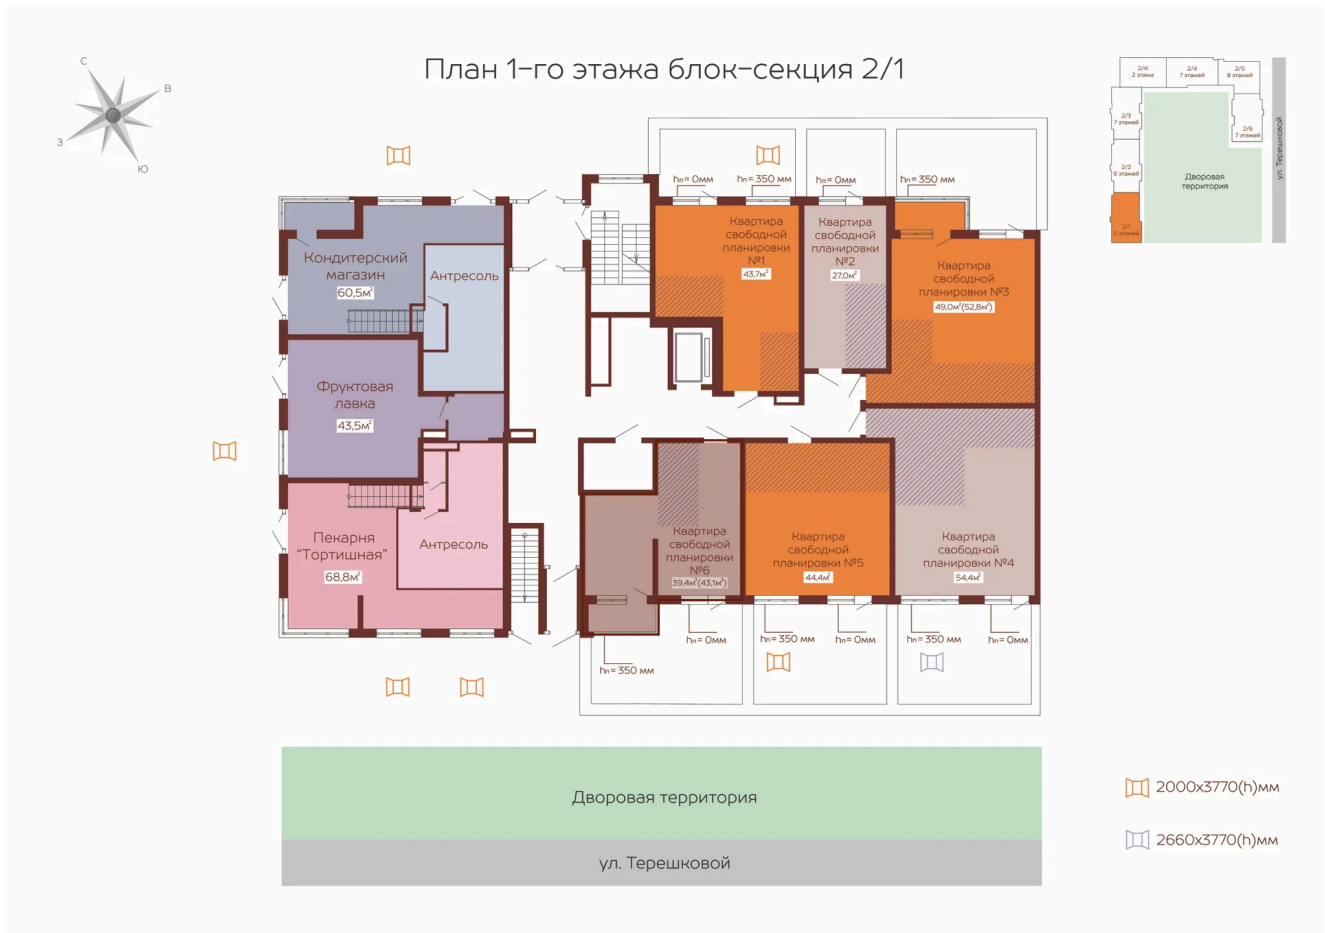 План 1-го этажа блок-секция 2/1
С
В
З
Ю
2/К
2 этажа
2/4
7 этажей
2/5
8 этажей
2/3
7 этажей
2/6
7 этажей
2/2
6 этажей
2/1
6 этажей
Дворовая
территория
ул. Терешковой
hп= 0мм
hп= 350 мм
hп= 0мм
hп= 350 мм
Кондитерский
магазин
60,5м²
Антресоль
Квартира
свободной
планировки
№1
43,7м²
Квартира
свободной
планировки
№2
27,0м²
Квартира
свободной
планировки №3
49,0м²(52,8м²)
Фруктовая
лавка
43,5м²
Пекарня
"Тортишная"
68,8м²
Антресоль
Квартира
свободной
планировки
№6
39,4м²(43,1м²)
Квартира
свободной
планировки №5
44,4м²
Квартира
свободной
планировки №4
54,4м²
hп= 350 мм
hп= 0мм
hп= 350 мм
hп= 0мм
hп= 350 мм
hп= 0мм
Дворовая территория
ул. Терешковой
2000х3770(h)мм
2660х3770(h)мм